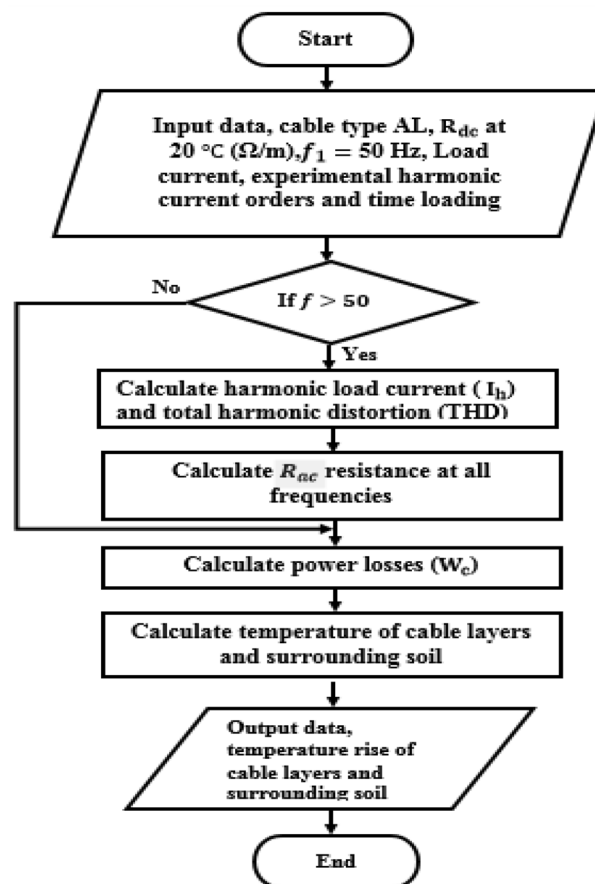 Start
Input data, cable type AL, R_dc at
20 °C (Ω/m), f₁ = 50 Hz, Load
current, experimental harmonic
current orders and time loading
No
If f > 50
Yes
Calculate harmonic load current ( I_h)
and total harmonic distortion (THD)
Calculate R_ac resistance at all
frequencies
Calculate power losses (W_c)
Calculate temperature of cable layers
and surrounding soil
Output data,
temperature rise of
cable layers and
surrounding soil
End